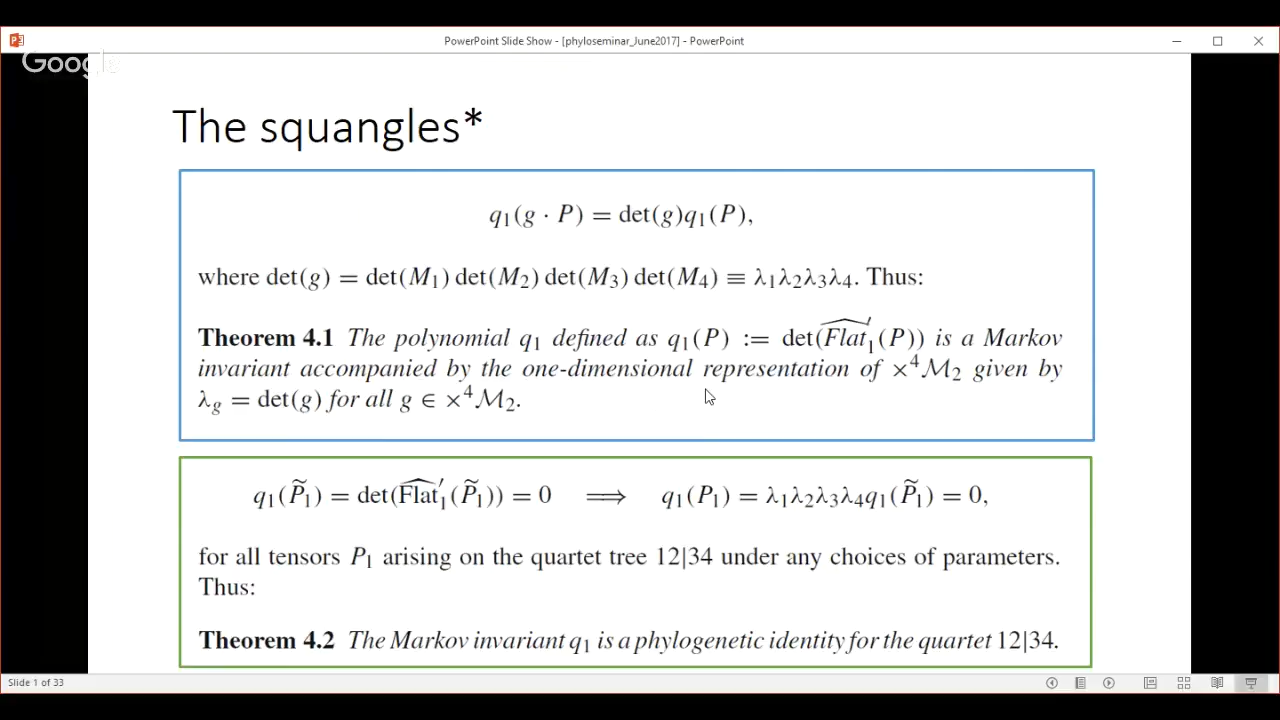 PowerPoint Slide Show - [phyloseminar_June2017] - PowerPoint
Google
The squangles*
q₁(g · P) = det(g)q₁(P),
where det(g) = det(M₁) det(M₂) det(M₃) det(M₄) ≡ λ₁λ₂λ₃λ₄. Thus:
Theorem 4.1 The polynomial q₁ defined as q₁(P) := det(F̂lat′₁(P)) is a Markov
invariant accompanied by the one-dimensional representation of ×⁴ℳ₂ given by
λ_g = det(g) for all g ∈ ×⁴ℳ₂.
q₁(P̃₁) = det(F̂lat′₁(P̃₁)) = 0 ⟹ q₁(P₁) = λ₁λ₂λ₃λ₄q₁(P̃₁) = 0,
for all tensors P₁ arising on the quartet tree 12|34 under any choices of parameters.
Thus:
Theorem 4.2 The Markov invariant q₁ is a phylogenetic identity for the quartet 12|34.
Slide 1 of 33